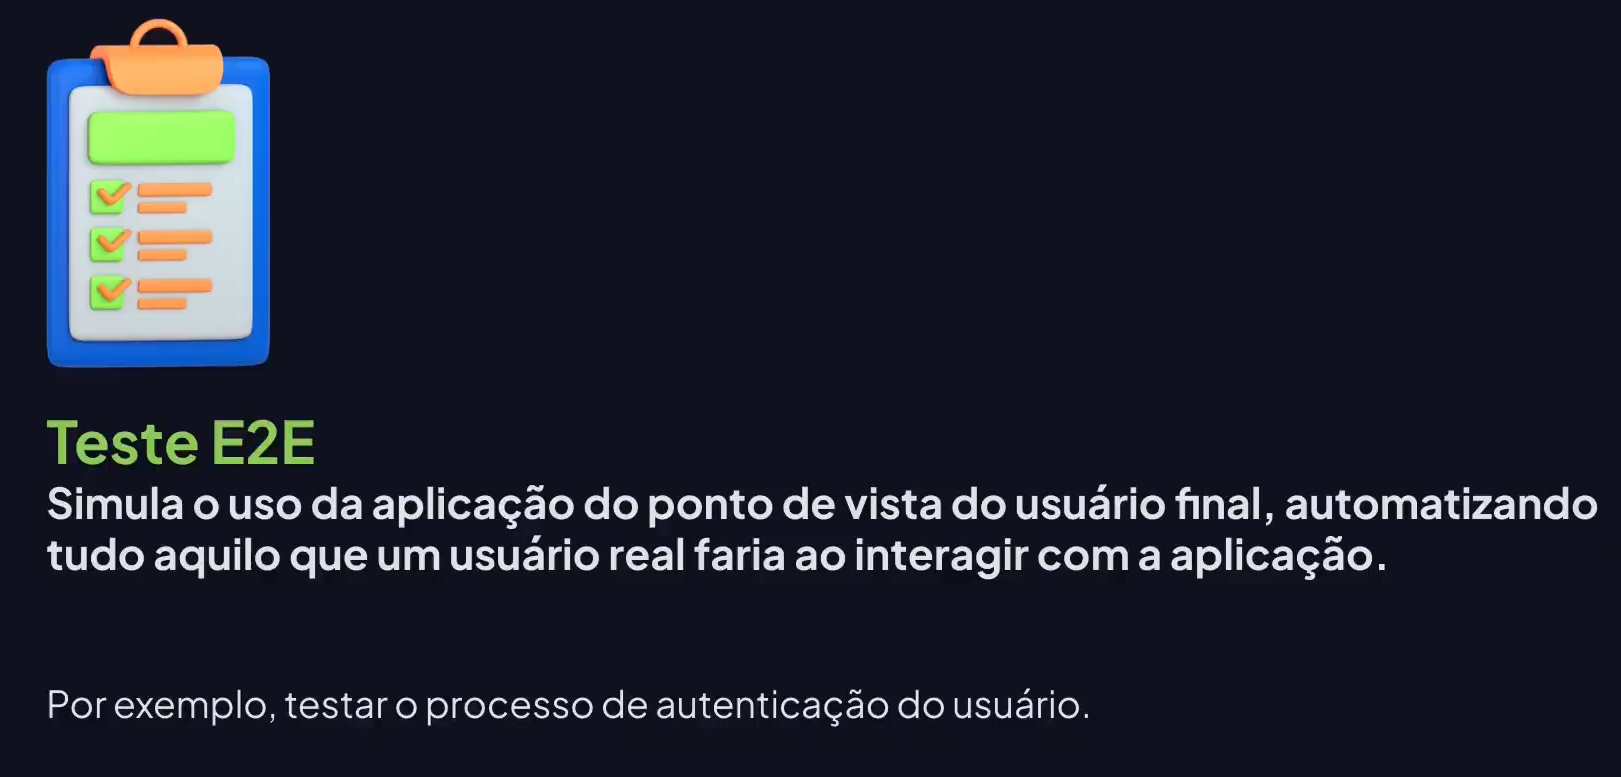 Teste E2E
Simula o uso da aplicação do ponto de vista do usuário final, automatizando
tudo aquilo que um usuário real faria ao interagir com a aplicação.
Por exemplo, testar o processo de autenticação do usuário.